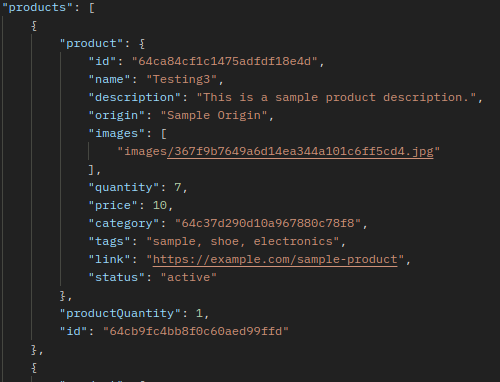 "products": [
{
"product": {
"id": "64ca84cf1c1475adfdf18e4d",
"name": "Testing3",
"description": "This is a sample product description.",
"origin": "Sample Origin",
"images": [
"images/367f9b7649a6d14ea344a101c6ff5cd4.jpg"
],
"quantity": 7,
"price": 10,
"category": "64c37d290d10a967880c78f8",
"tags": "sample, shoe, electronics",
"link": "https://example.com/sample-product",
"status": "active"
},
"productQuantity": 1,
"id": "64cb9fc4bb8f0c60aed99ffd"
},
{